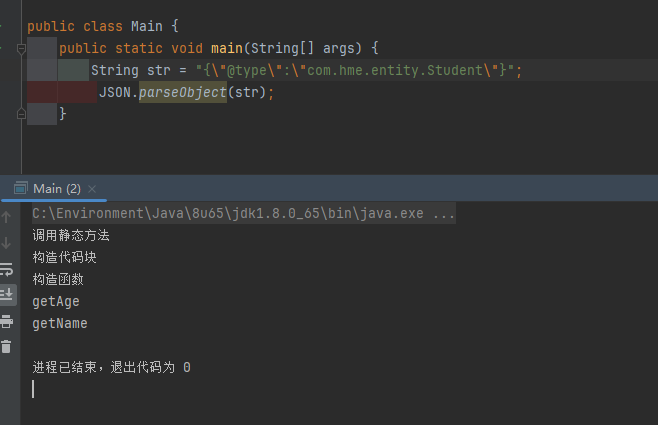 public class Main {
public static void main(String[] args) {
String str = "{\"@type\":\"com.hme.entity.Student\"}";
JSON.parseObject(str);
}
Main (2) ×
C:\Environment\Java\8u65\jdk1.8.0_65\bin\java.exe ...
调用静态方法
构造代码块
构造函数
getAge
getName
进程已结束，退出代码为 0